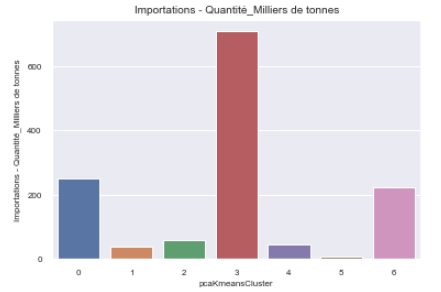 Importations - Quantité_Milliers de tonnes
Importations - Quantité_Milliers de tonnes
600
400
200
0
0 1 2 3 4 5 6
pcaKmeansCluster